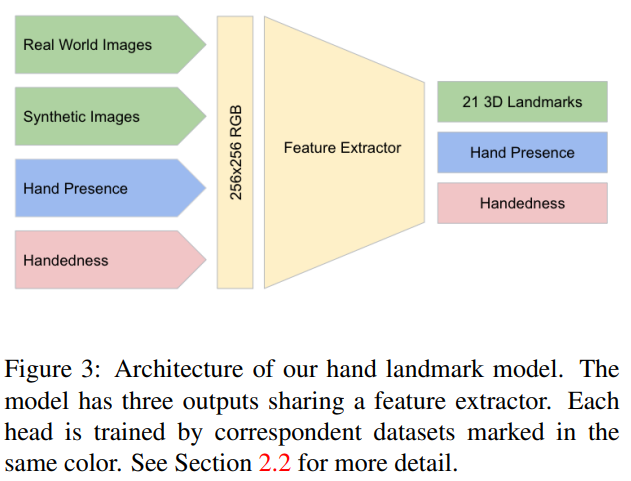 Real World Images
Synthetic Images
Hand Presence
Handedness
256x256 RGB
Feature Extractor
21 3D Landmarks
Hand Presence
Handedness
Figure 3: Architecture of our hand landmark model. The
model has three outputs sharing a feature extractor. Each
head is trained by correspondent datasets marked in the
same color. See Section 2.2 for more detail.